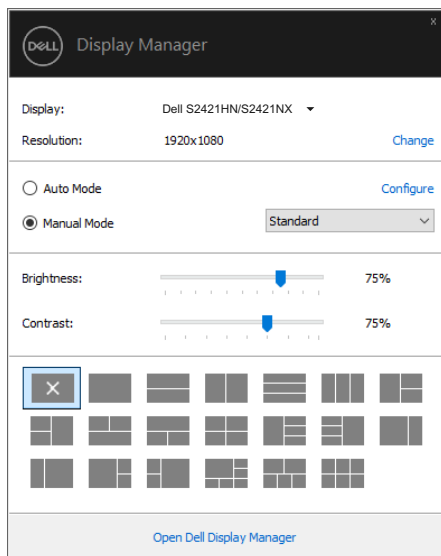 x
DELL Display Manager
Display: Dell S2421HN/S2421NX
Resolution: 1920x1080 Change
Auto Mode Configure
Manual Mode Standard
Brightness: 75%
Contrast: 75%
Open Dell Display Manager